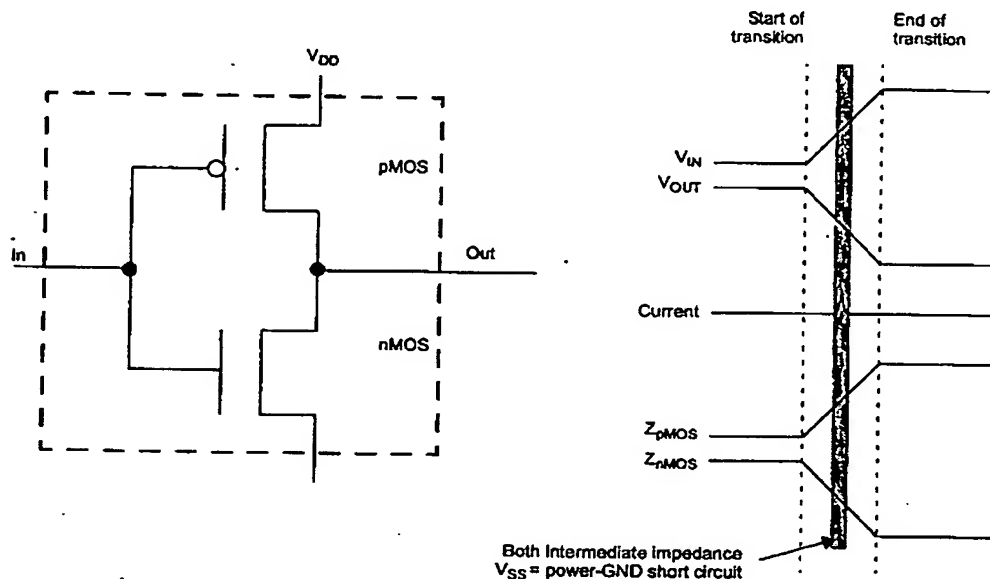 VDD
pMOS
In
Out
nMOS
Start of
transition
End of
transition
VIN
VOUT
Current
ZpMOS
ZnMOS
Both Intermediate impedance
VSS = power-GND short circuit